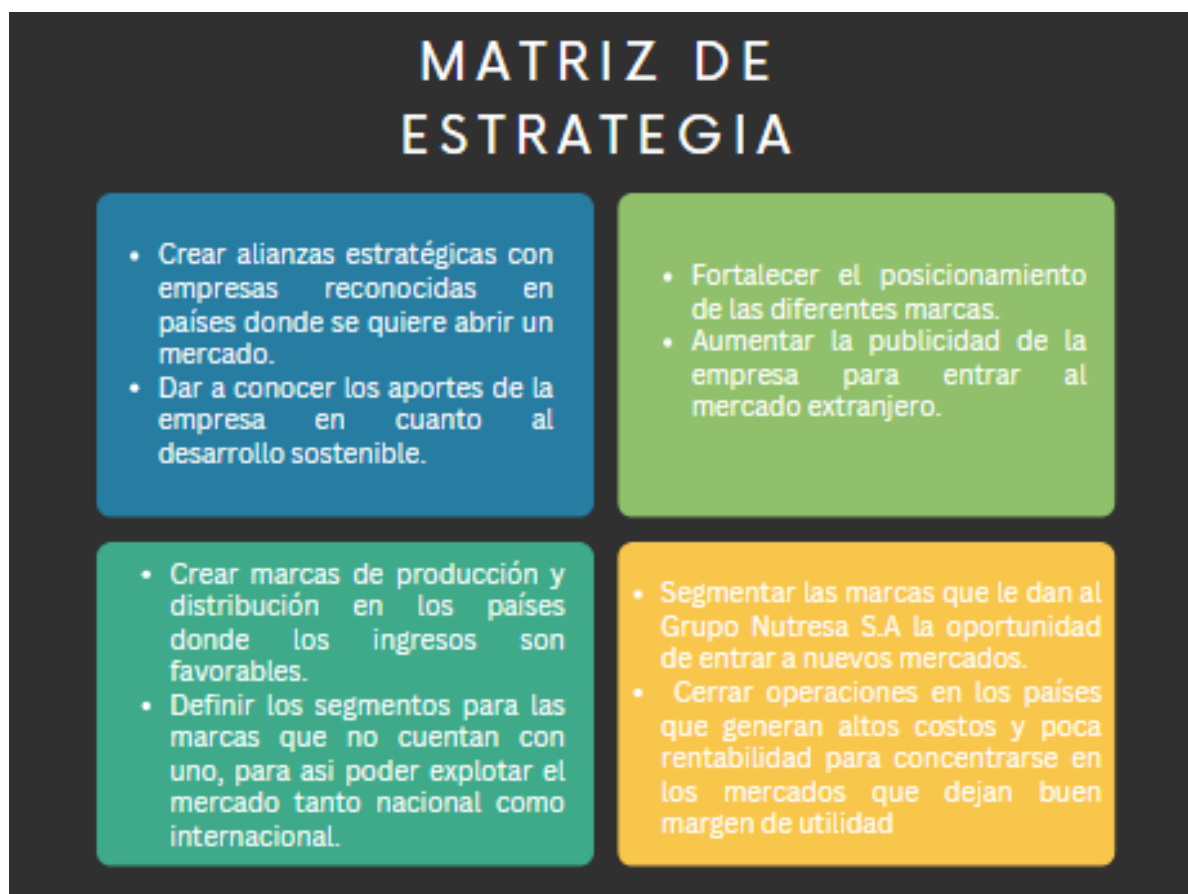 MATRIZ DE
ESTRATEGIA
• Crear alianzas estratégicas con
empresas reconocidas en
países donde se quiere abrir un
mercado.
• Dar a conocer los aportes de la
empresa en cuanto al
desarrollo sostenible.
• Fortalecer el posicionamiento
de las diferentes marcas.
• Aumentar la publicidad de la
empresa para entrar al
mercado extranjero.
• Crear marcas de producción y
distribución en los países
donde los ingresos son
favorables.
• Definir los segmentos para las
marcas que no cuentan con
uno, para asi poder explotar el
mercado tanto nacional como
internacional.
• Segmentar las marcas que le dan al
Grupo Nutresa S.A la oportunidad
de entrar a nuevos mercados.
• Cerrar operaciones en los países
que generan altos costos y poca
rentabilidad para concentrarse en
los mercados que dejan buen
margen de utilidad